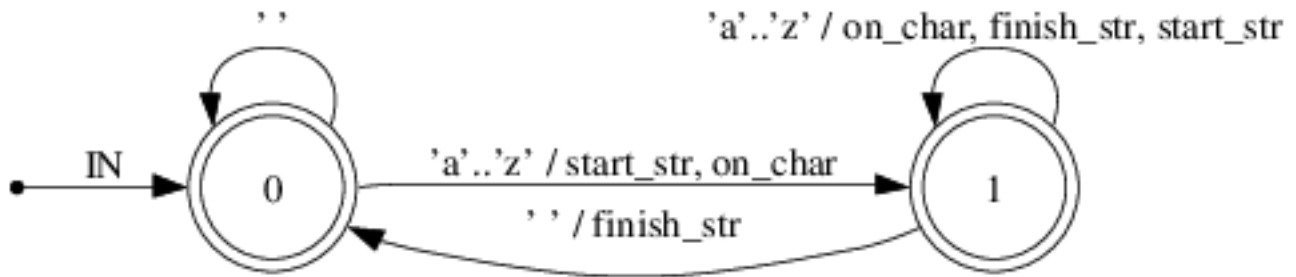 ' '
'a'..'z' / on_char, finish_str, start_str
IN
0
'a'..'z' / start_str, on_char
1
' ' / finish_str